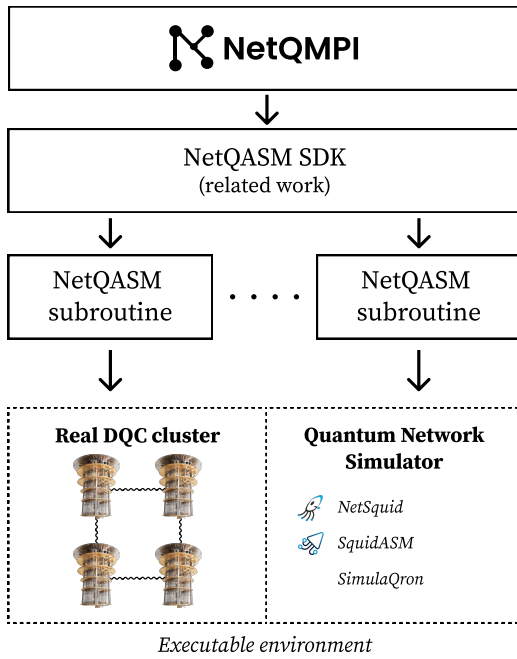 NetQMPI
NetQASM SDK
(related work)
NetQASM
subroutine
. . . .
NetQASM
subroutine
Real DQC cluster
Quantum Network
Simulator
NetSquid
SquidASM
SimulaQron
Executable environment